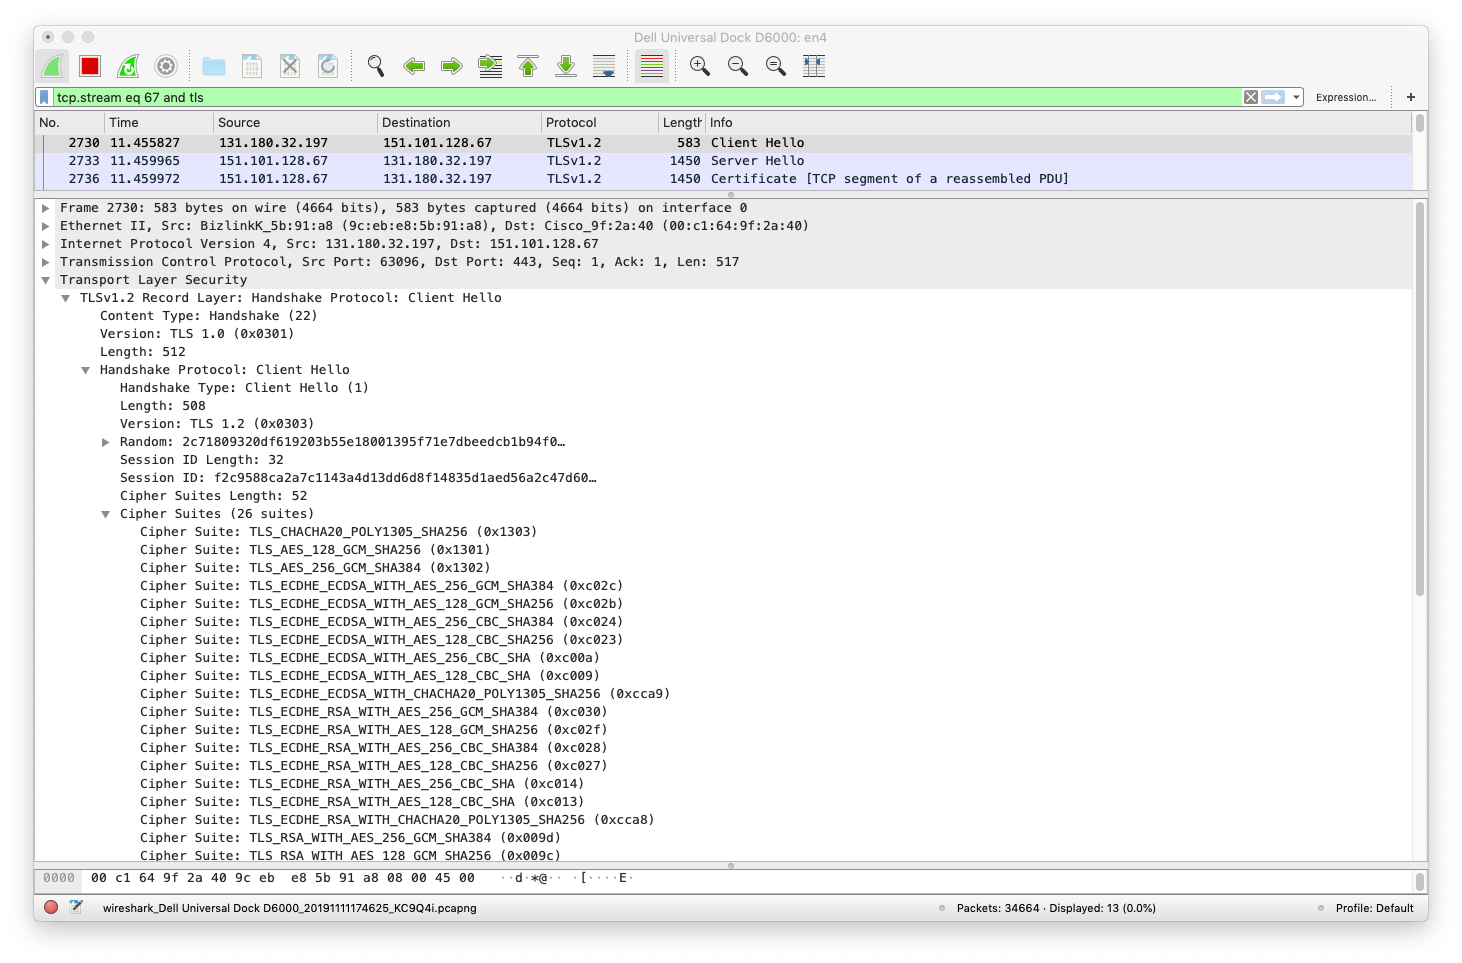 Dell Universal Dock D6000: en4
tcp.stream eq 67 and tls
Expression... +
No. Time Source Destination Protocol Length Info
2730 11.455827 131.180.32.197 151.101.128.67 TLSv1.2 583 Client Hello
2733 11.459965 151.101.128.67 131.180.32.197 TLSv1.2 1450 Server Hello
2736 11.459972 151.101.128.67 131.180.32.197 TLSv1.2 1450 Certificate [TCP segment of a reassembled PDU]
Frame 2730: 583 bytes on wire (4664 bits), 583 bytes captured (4664 bits) on interface 0
Ethernet II, Src: BizlinkK_5b:91:a8 (9c:eb:e8:5b:91:a8), Dst: Cisco_9f:2a:40 (00:c1:64:9f:2a:40)
Internet Protocol Version 4, Src: 131.180.32.197, Dst: 151.101.128.67
Transmission Control Protocol, Src Port: 63096, Dst Port: 443, Seq: 1, Ack: 1, Len: 517
Transport Layer Security
TLSv1.2 Record Layer: Handshake Protocol: Client Hello
Content Type: Handshake (22)
Version: TLS 1.0 (0x0301)
Length: 512
Handshake Protocol: Client Hello
Handshake Type: Client Hello (1)
Length: 508
Version: TLS 1.2 (0x0303)
Random: 2c71809320df619203b55e18001395f71e7dbeedcb1b94f0…
Session ID Length: 32
Session ID: f2c9588ca2a7c1143a4d13dd6d8f14835d1aed56a2c47d60…
Cipher Suites Length: 52
Cipher Suites (26 suites)
Cipher Suite: TLS_CHACHA20_POLY1305_SHA256 (0x1303)
Cipher Suite: TLS_AES_128_GCM_SHA256 (0x1301)
Cipher Suite: TLS_AES_256_GCM_SHA384 (0x1302)
Cipher Suite: TLS_ECDHE_ECDSA_WITH_AES_256_GCM_SHA384 (0xc02c)
Cipher Suite: TLS_ECDHE_ECDSA_WITH_AES_128_GCM_SHA256 (0xc02b)
Cipher Suite: TLS_ECDHE_ECDSA_WITH_AES_256_CBC_SHA384 (0xc024)
Cipher Suite: TLS_ECDHE_ECDSA_WITH_AES_128_CBC_SHA256 (0xc023)
Cipher Suite: TLS_ECDHE_ECDSA_WITH_AES_256_CBC_SHA (0xc00a)
Cipher Suite: TLS_ECDHE_ECDSA_WITH_AES_128_CBC_SHA (0xc009)
Cipher Suite: TLS_ECDHE_ECDSA_WITH_CHACHA20_POLY1305_SHA256 (0xcca9)
Cipher Suite: TLS_ECDHE_RSA_WITH_AES_256_GCM_SHA384 (0xc030)
Cipher Suite: TLS_ECDHE_RSA_WITH_AES_128_GCM_SHA256 (0xc02f)
Cipher Suite: TLS_ECDHE_RSA_WITH_AES_256_CBC_SHA384 (0xc028)
Cipher Suite: TLS_ECDHE_RSA_WITH_AES_128_CBC_SHA256 (0xc027)
Cipher Suite: TLS_ECDHE_RSA_WITH_AES_256_CBC_SHA (0xc014)
Cipher Suite: TLS_ECDHE_RSA_WITH_AES_128_CBC_SHA (0xc013)
Cipher Suite: TLS_ECDHE_RSA_WITH_CHACHA20_POLY1305_SHA256 (0xcca8)
Cipher Suite: TLS_RSA_WITH_AES_256_GCM_SHA384 (0x009d)
Cipher Suite: TLS_RSA_WITH_AES_128_GCM_SHA256 (0x009c)
0000 00 c1 64 9f 2a 40 9c eb e8 5b 91 a8 08 00 45 00 ··d·*@·· ·[····E·
wireshark_Dell Universal Dock D6000_20191111174625_KC9Q4i.pcapng Packets: 34664 · Displayed: 13 (0.0%) Profile: Default